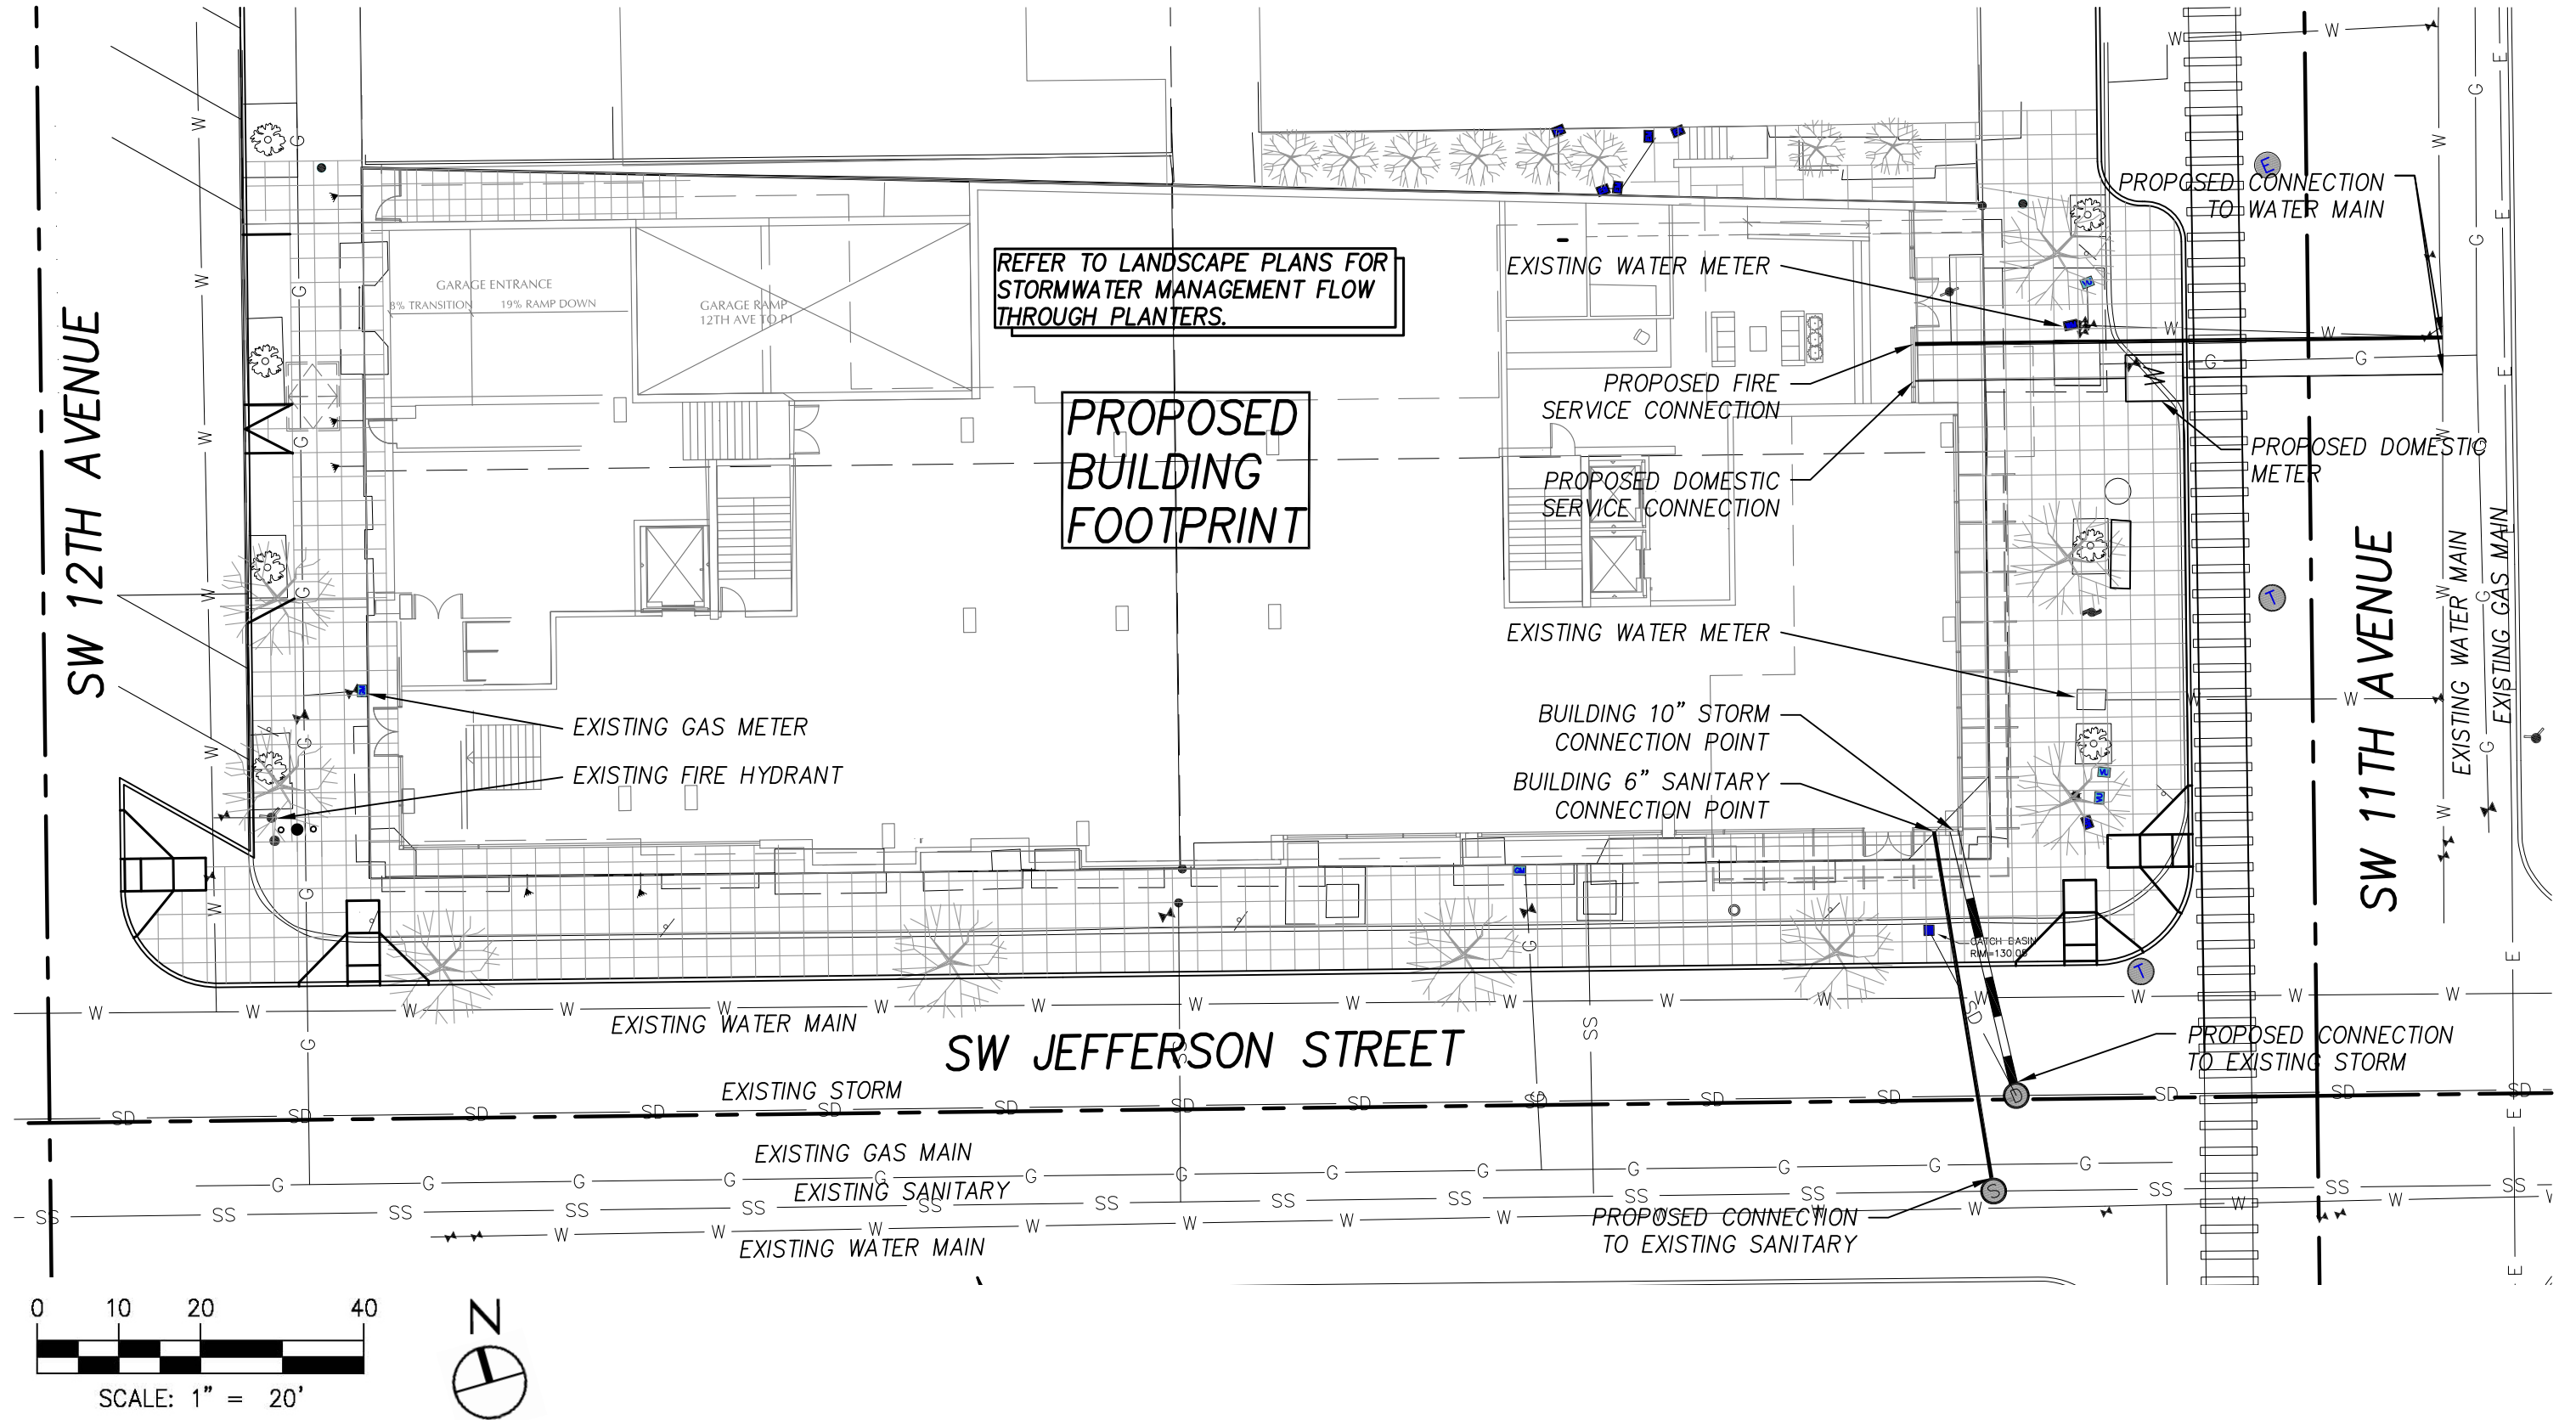 PROPOSED CONNECTION
TO WATER MAIN
REFER TO LANDSCAPE PLANS FOR
STORMWATER MANAGEMENT FLOW
THROUGH PLANTERS.
EXISTING WATER METER
GARAGE ENTRANCE
8% TRANSITION
19% RAMP DOWN
GARAGE RAMP
12TH AVE TO P1
PROPOSED FIRE
SERVICE CONNECTION
PROPOSED
BUILDING
FOOTPRINT
PROPOSED DOMESTIC
METER
PROPOSED DOMESTIC
SERVICE CONNECTION
SW 12TH AVENUE
SW 11TH AVENUE
EXISTING WATER MAIN
EXISTING GAS MAIN
EXISTING WATER METER
BUILDING 10" STORM
CONNECTION POINT
EXISTING GAS METER
EXISTING FIRE HYDRANT
BUILDING 6" SANITARY
CONNECTION POINT
CATCH BASIN
RIM=130.05
EXISTING WATER MAIN
SW JEFFERSON STREET
PROPOSED CONNECTION
TO EXISTING STORM
EXISTING STORM
EXISTING GAS MAIN
EXISTING SANITARY
PROPOSED CONNECTION
TO EXISTING SANITARY
EXISTING WATER MAIN
0 10 20 40
SCALE: 1" = 20'
N